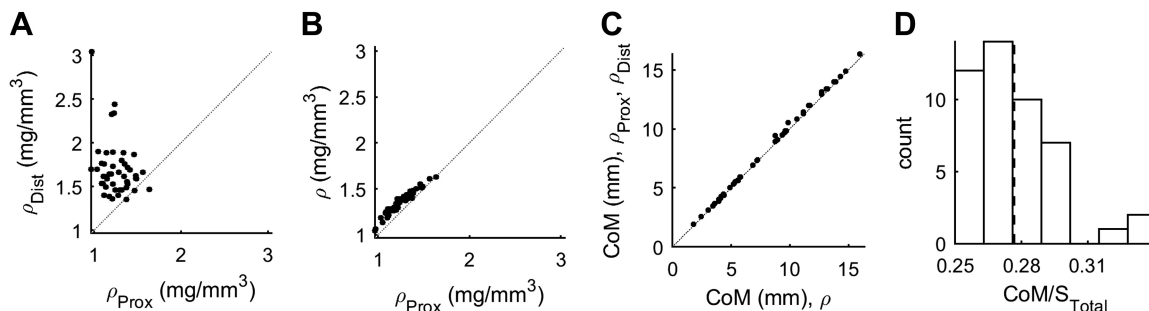 A
ρDist (mg/mm³)
3
2.5
2
1.5
1
1
2
3
ρProx (mg/mm³)
B
ρ (mg/mm³)
3
2.5
2
1.5
1
1
2
3
ρProx (mg/mm³)
C
CoM (mm), ρProx, ρDist
15
10
5
0
0
5
10
15
CoM (mm), ρ
D
count
10
5
0
0.25
0.28
0.31
CoM/STotal